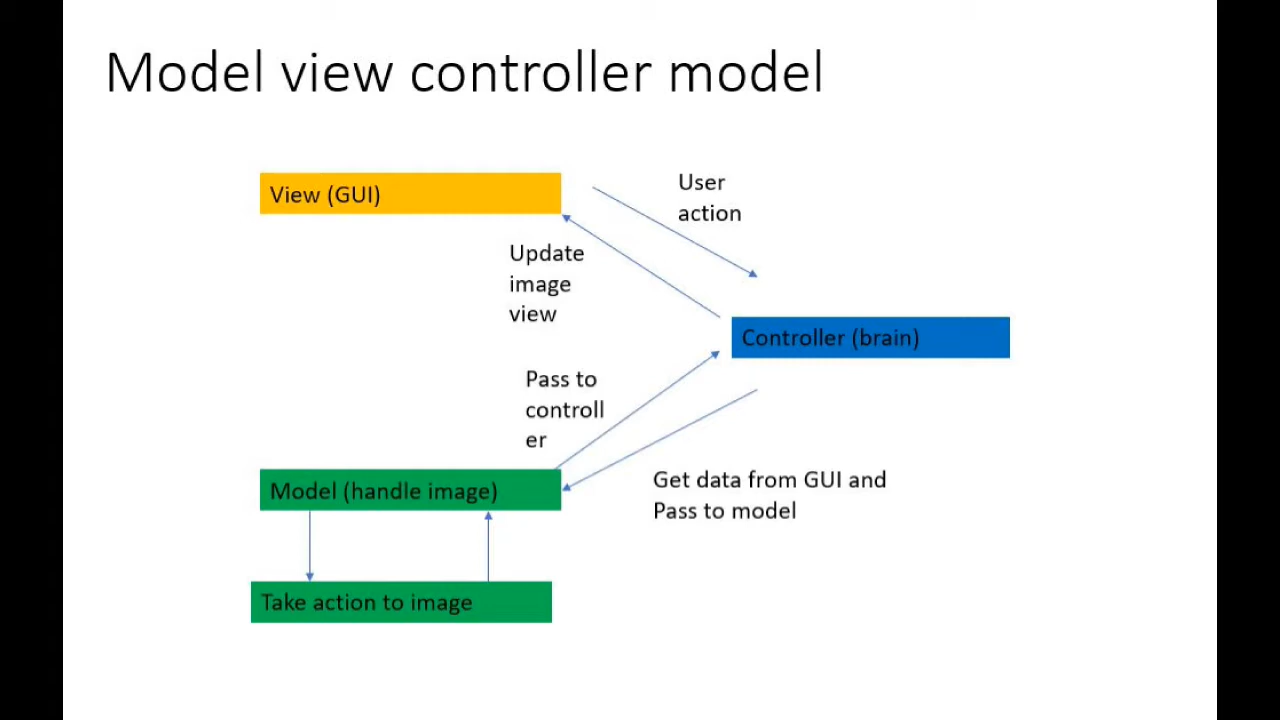 Model view controller model
View (GUI)
User
action
Update
image
view
Controller (brain)
Pass to
controll
er
Model (handle image)
Get data from GUI and
Pass to model
Take action to image